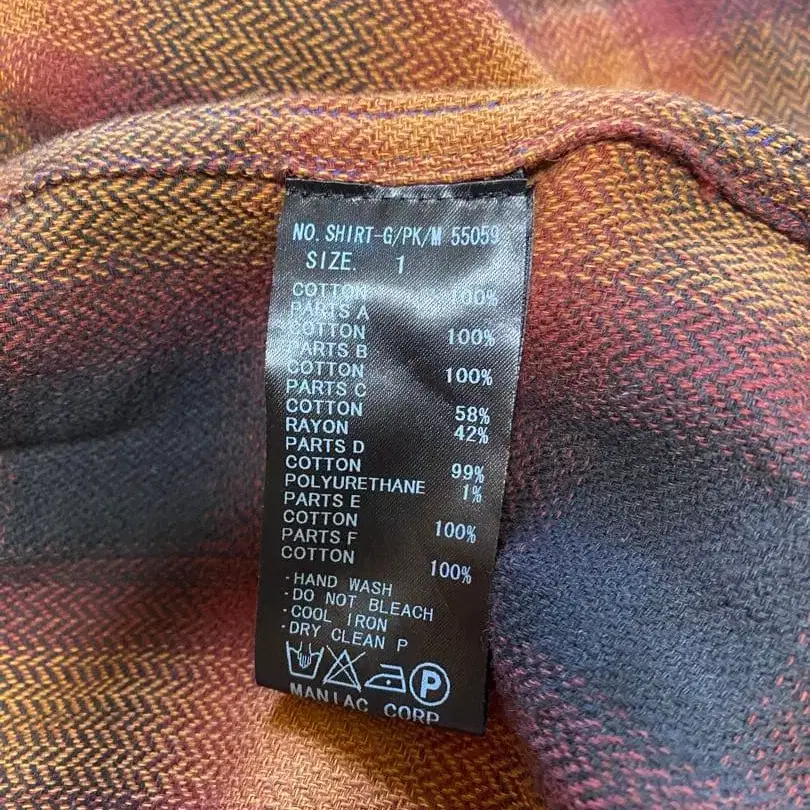 NO. SHIRT-G/PK/M 55059
SIZE. 1
COTTON 100%
PARTS A
COTTON 100%
PARTS B
COTTON 100%
PARTS C
COTTON 58%
RAYON 42%
PARTS D
COTTON 99%
POLYURETHANE 1%
PARTS E
COTTON 100%
PARTS F
COTTON 100%
·HAND WASH
·DO NOT BLEACH
·COOL IRON
·DRY CLEAN P
P
MANIAC CORP